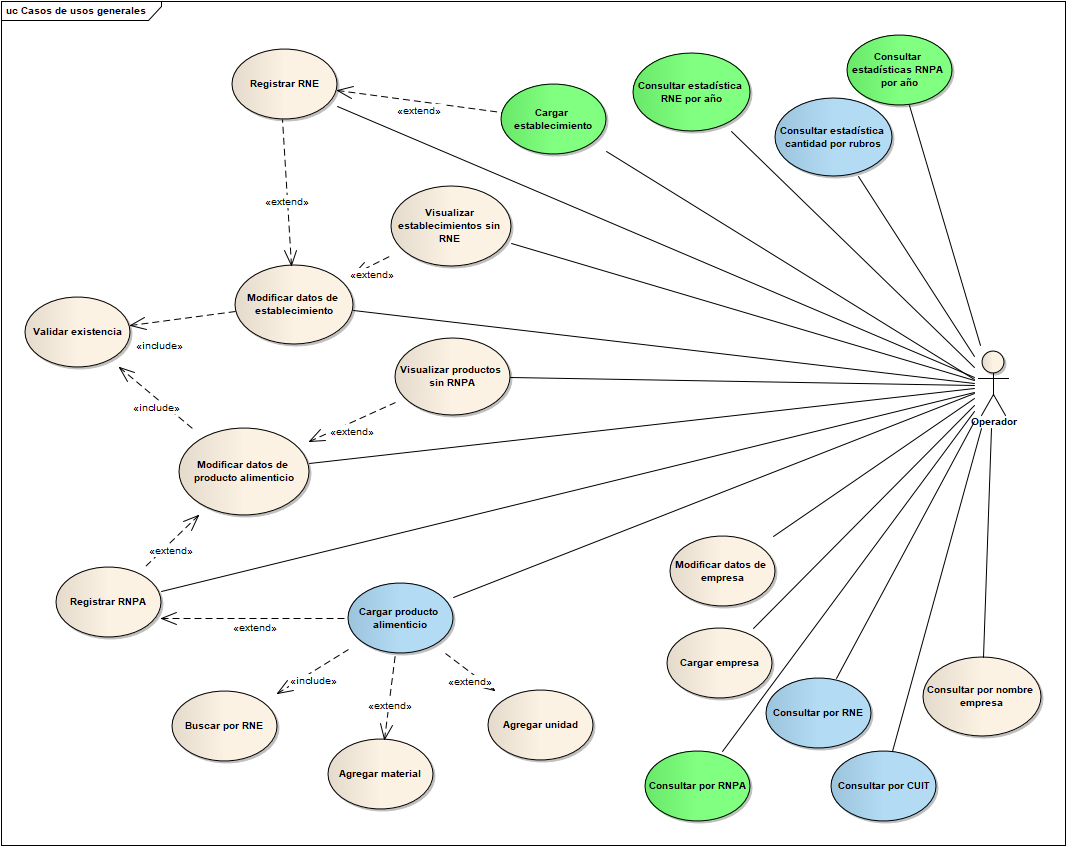 uc Casos de usos generales
Registrar RNE
«extend»
Cargar
establecimiento
Consultar estadística
RNE por año
Consultar
estadísticas RNPA
por año
Consultar estadística
cantidad por rubros
«extend»
Visualizar
establecimientos sin
RNE
«extend»
Modificar datos de
establecimiento
Validar existencia
«include»
Visualizar productos
sin RNPA
«include»
«extend»
Operador
Modificar datos de
producto alimenticio
«extend»
Modificar datos de
empresa
Registrar RNPA
Cargar producto
alimenticio
«extend»
Cargar empresa
«include»
«extend»
«extend»
Consultar por nombre
empresa
Buscar por RNE
Agregar unidad
Consultar por RNE
Agregar material
Consultar por RNPA
Consultar por CUIT